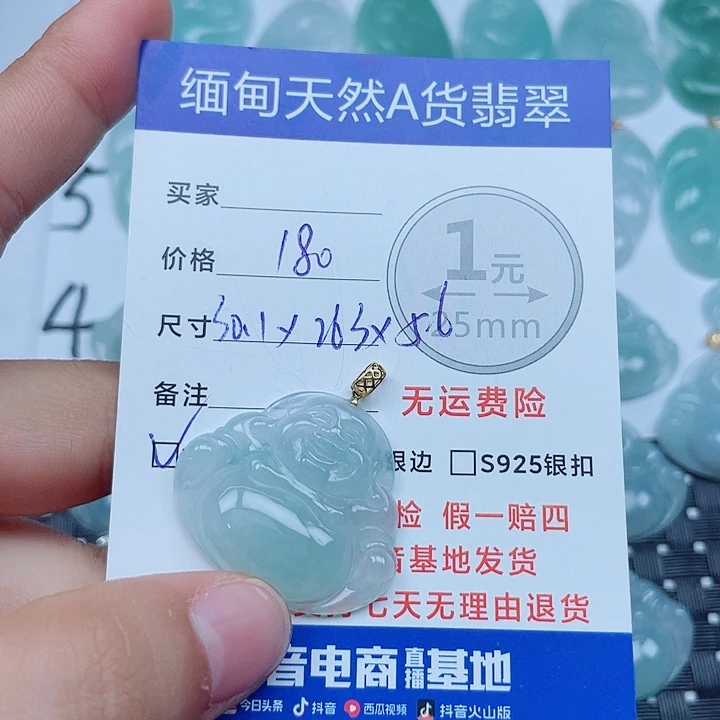 缅甸天然A货翡翠
5
4
买家
价格 180
1元
尺寸 30.1×26.3×5.6
25mm
备注
无运费险
银边 □S925银扣
检 假一赔四
音基地发货
七天无理由退货
音电商直播基地
今日头条 抖音 西瓜视频 抖音火山版